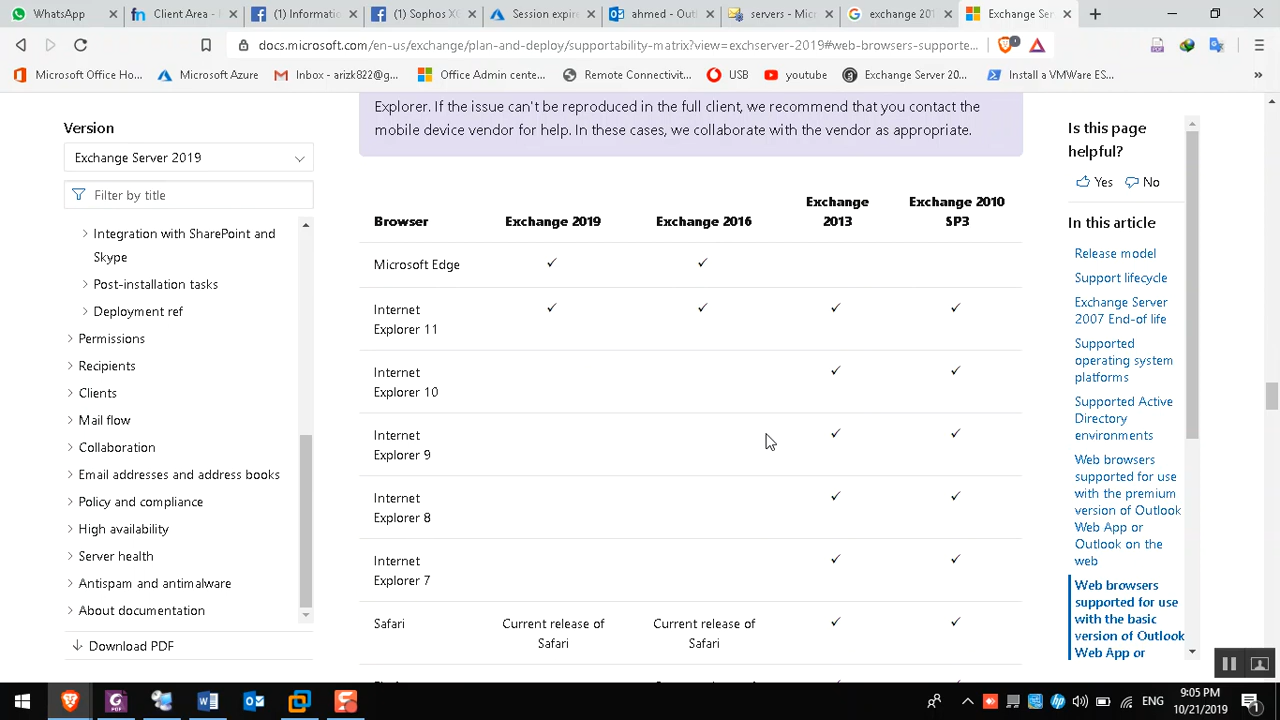 WhatsApp
Client Area -
(1) Informatio
(1) Sophos
Session expir
ahmed - Outl
servers - Micr
exchange 201
Exchange Ser
docs.microsoft.com/en-us/exchange/plan-and-deploy/supportability-matrix?view=exchserver-2019#web-browsers-supporte...
Microsoft Office Ho...
Microsoft Azure
Inbox - arizk822@g...
Office Admin cente...
Remote Connectivit...
USB
youtube
Exchange Server 20...
Install a VMWare ES...
»
Version
Exchange Server 2019
Filter by title
Integration with SharePoint and
Skype
Post-installation tasks
Deployment ref
Permissions
Recipients
Clients
Mail flow
Collaboration
Email addresses and address books
Policy and compliance
High availability
Server health
Antispam and antimalware
About documentation
Download PDF
Explorer. If the issue can't be reproduced in the full client, we recommend that you contact the
mobile device vendor for help. In these cases, we collaborate with the vendor as appropriate.
Browser Exchange 2019 Exchange 2016 Exchange 2013 Exchange 2010 SP3
Microsoft Edge ✓ ✓
Internet Explorer 11 ✓ ✓ ✓ ✓
Internet Explorer 10 ✓ ✓
Internet Explorer 9 ✓ ✓
Internet Explorer 8 ✓ ✓
Internet Explorer 7 ✓ ✓
Safari Current release of Safari Current release of Safari ✓ ✓
Is this page
helpful?
Yes No
In this article
Release model
Support lifecycle
Exchange Server
2007 End-of life
Supported
operating system
platforms
Supported Active
Directory
environments
Web browsers
supported for use
with the premium
version of Outlook
Web App or
Outlook on the
web
Web browsers
supported for use
with the basic
version of Outlook
Web App or
ENG
9:05 PM
10/21/2019